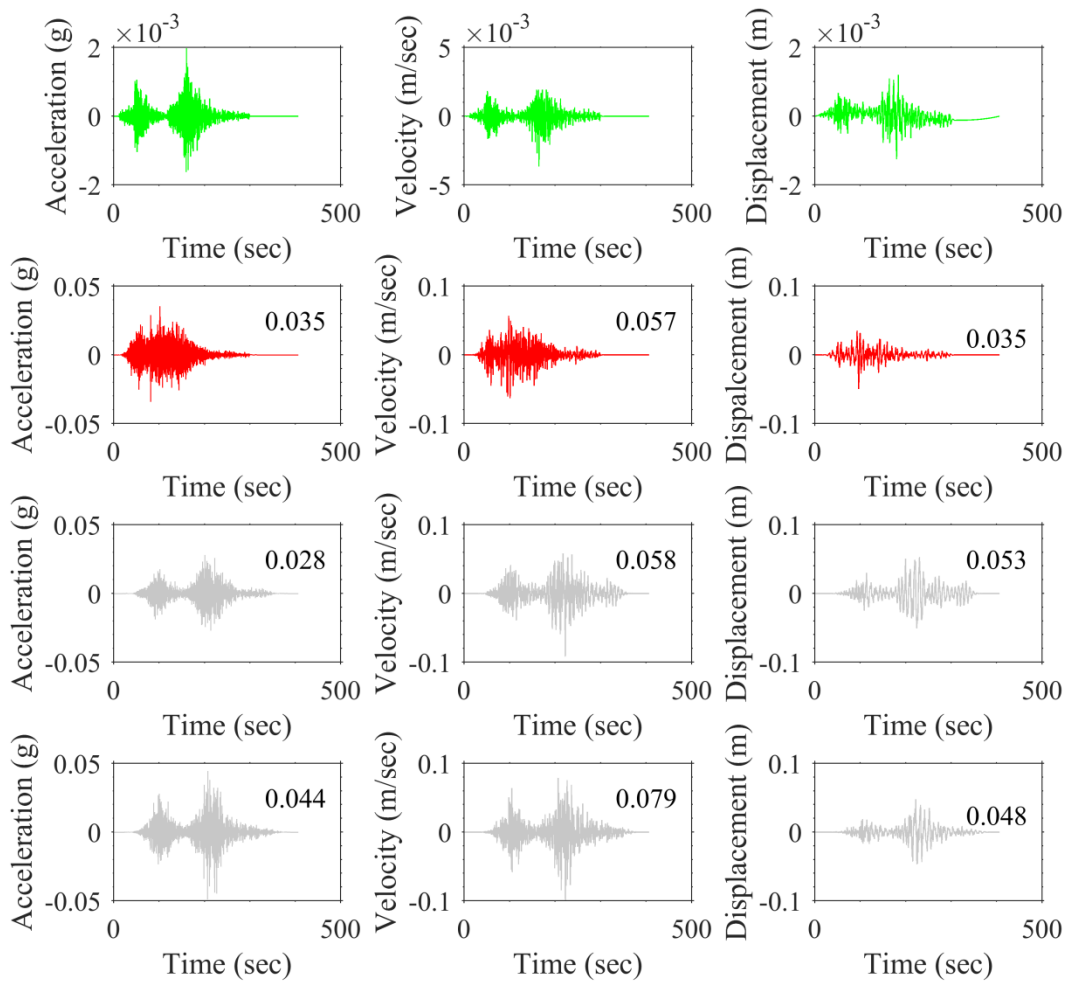 ×10⁻³ ×10⁻³ ×10⁻³
Acceleration (g) 2 0 -2 Velocity (m/sec) 5 0 -5 Displacement (m) 2 0 -2
0 500 0 500 0 500
Time (sec) Time (sec) Time (sec)
Acceleration (g) 0.05 0 -0.05 0.035 Velocity (m/sec) 0.1 0 -0.1 0.057 Dispalcement (m) 0.1 0 -0.1 0.035
0 500 0 500 0 500
Time (sec) Time (sec) Time (sec)
Acceleration (g) 0.05 0 -0.05 0.028 Velocity (m/sec) 0.1 0 -0.1 0.058 Displacement (m) 0.1 0 -0.1 0.053
0 500 0 500 0 500
Time (sec) Time (sec) Time (sec)
Acceleration (g) 0.05 0 -0.05 0.044 Velocity (m/sec) 0.1 0 -0.1 0.079 Displacement (m) 0.1 0 -0.1 0.048
0 500 0 500 0 500
Time (sec) Time (sec) Time (sec)